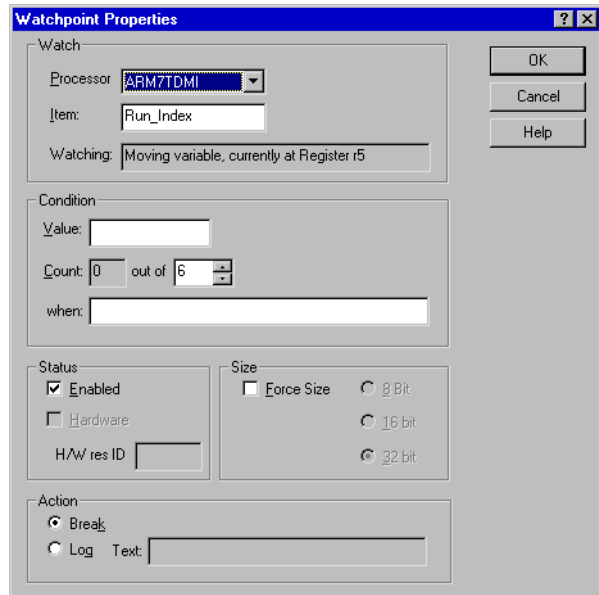 Watchpoint Properties
Watch
Processor ARM7TDMI
Item: Run_Index
Watching: Moving variable, currently at Register r5
OK
Cancel
Help
Condition
Value:
Count: 0 out of 6
when:
Status
Enabled
Hardware
H/W res ID
Size
Force Size
8 Bit
16 bit
32 bit
Action
Break
Log Text: